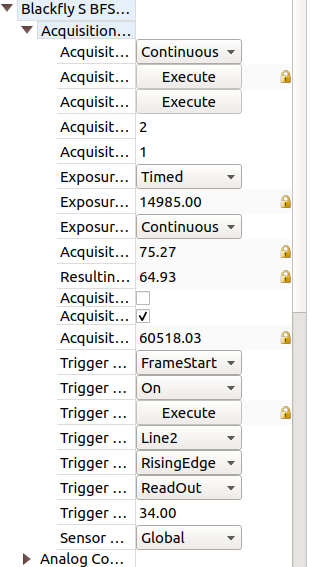 Blackfly S BFS...
Acquisition...
Acquisit... Continuous
Acquisit... Execute
Acquisit... Execute
Acquisit... 2
Acquisit... 1
Exposur... Timed
Exposur... 14985.00
Exposur... Continuous
Acquisit... 75.27
Resultin... 64.93
Acquisit...
Acquisit...
Acquisit... 60518.03
Trigger ... FrameStart
Trigger ... On
Trigger ... Execute
Trigger ... Line2
Trigger ... RisingEdge
Trigger ... ReadOut
Trigger ... 34.00
Sensor ... Global
Analog Co...